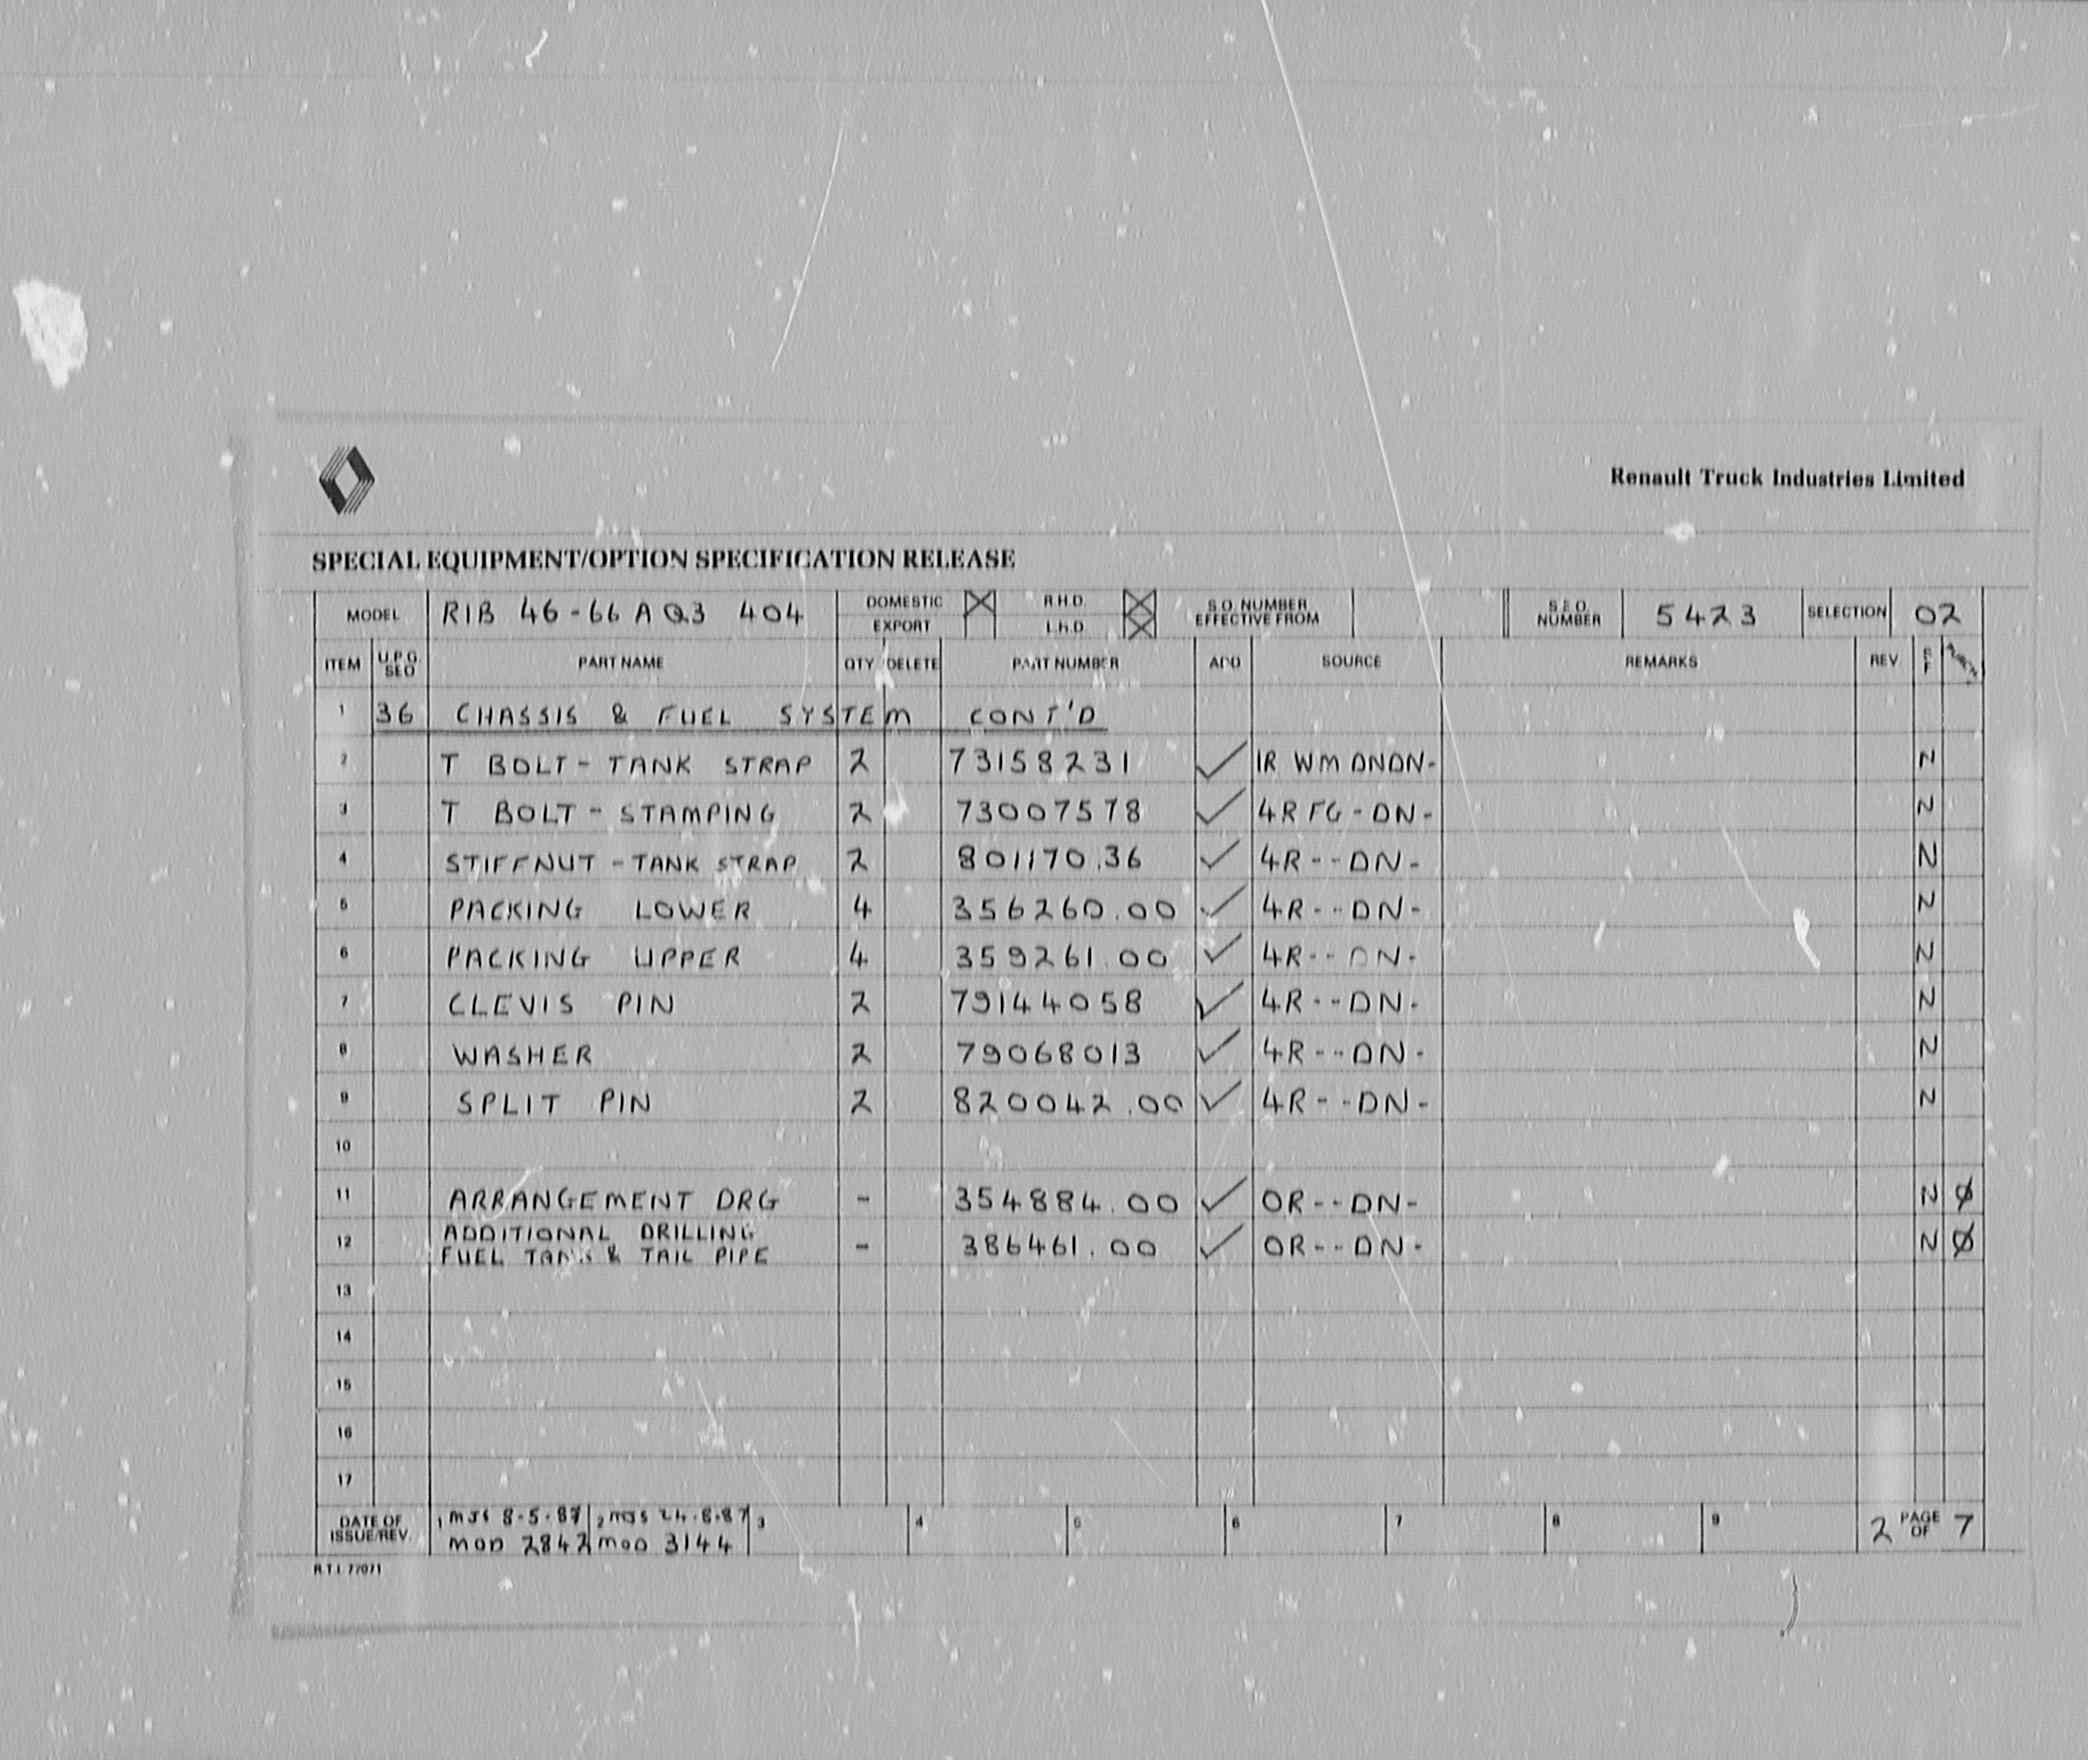 Renault Truck Industries Limited
SPECIAL EQUIPMENT/OPTION SPECIFICATION RELEASE
MODEL RIB 46-66 A Q3 404 DOMESTIC R.H.D. S.O. NUMBER EFFECTIVE FROM S.E.O. NUMBER 5423 SELECTION 02
EXPORT L.H.D
ITEM U.P.G. SEQ PART NAME QTY DELETE PART NUMBER ADD SOURCE REMARKS REV
1 36 CHASSIS & FUEL SYSTEM CONT'D
2 T BOLT - TANK STRAP 2 73158231 ✓ 1R WM DNDN- N
3 T BOLT - STAMPING 2 73007578 ✓ 4R FG - DN - N
4 STIFFNUT - TANK STRAP 2 801170.36 ✓ 4R - - DN - N
5 PACKING LOWER 4 356260.00 ✓ 4R - - DN - N
6 PACKING UPPER 4 359261.00 ✓ 4R - - DN - N
7 CLEVIS PIN 2 79144058 ✓ 4R - - DN - N
8 WASHER 2 79068013 ✓ 4R - - DN - N
9 SPLIT PIN 2 820042.00 ✓ 4R - - DN - N
10
11 ARRANGEMENT DRG - 354884.00 ✓ OR - - DN - N Ø
12 ADDITIONAL DRILLING
FUEL TANK & TAIL PIPE - 386461.00 ✓ OR - - DN - N Ø
13
14
15
16
17
DATE OF ISSUE/REV. 1 MJS 8-5-87 2 MJS 24.8.87 3 4 5 6 7 8 9 2 PAGE OF 7
MOD 2842 MOD 3144
R.T.I. 77071